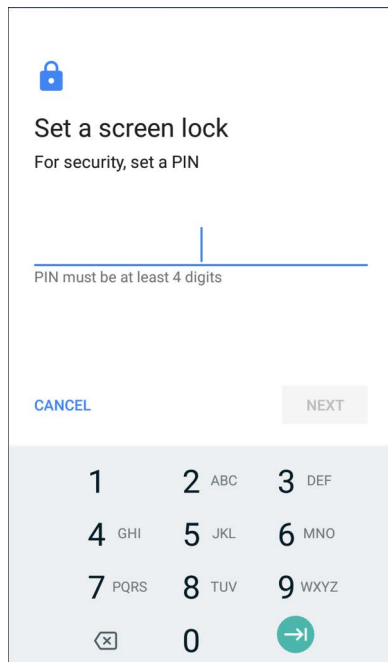 Set a screen lock
For security, set a PIN
PIN must be at least 4 digits
CANCEL NEXT
1 2 ABC 3 DEF
4 GHI 5 JKL 6 MNO
7 PQRS 8 TUV 9 WXYZ
0